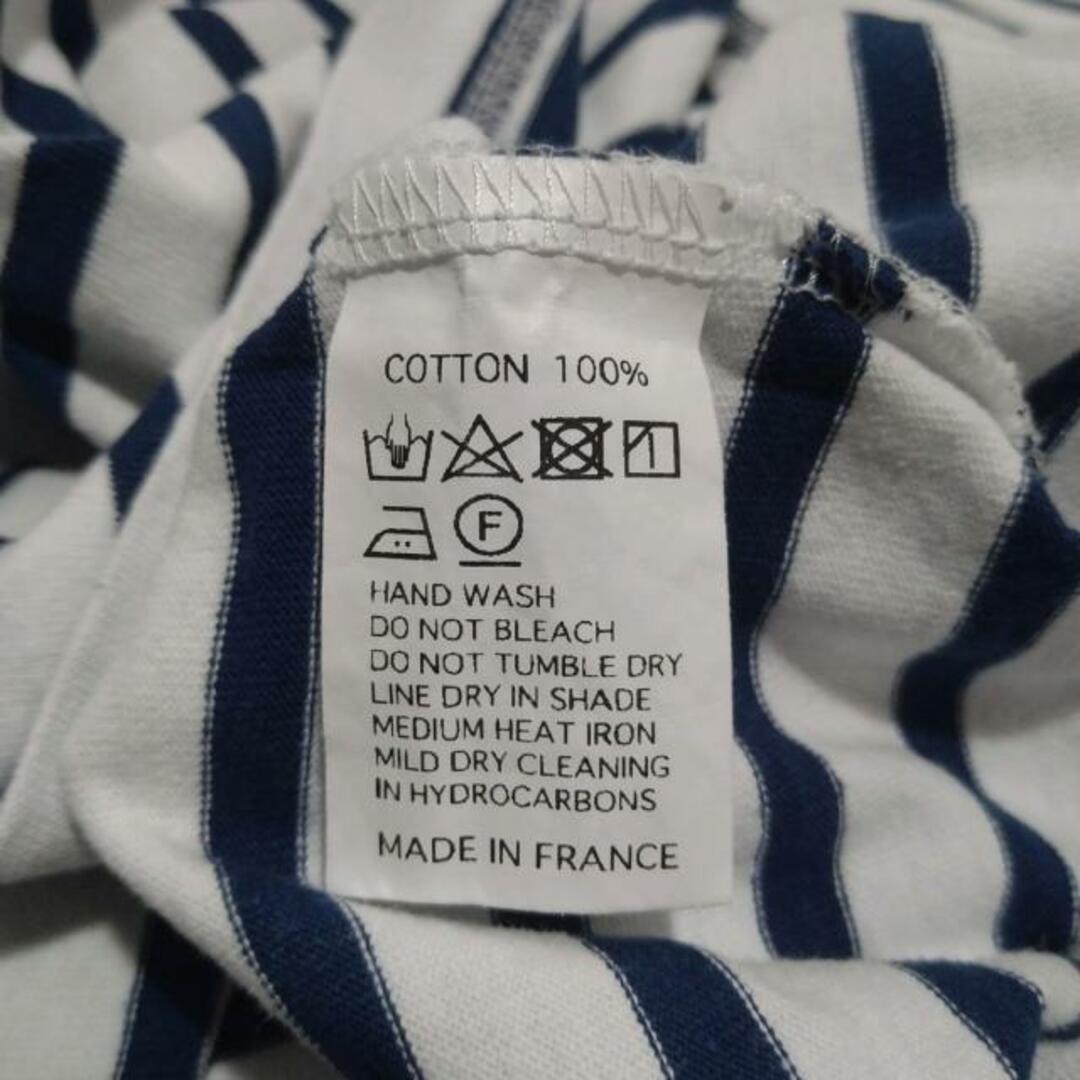 COTTON 100%
F
HAND WASH
DO NOT BLEACH
DO NOT TUMBLE DRY
LINE DRY IN SHADE
MEDIUM HEAT IRON
MILD DRY CLEANING
IN HYDROCARBONS
MADE IN FRANCE